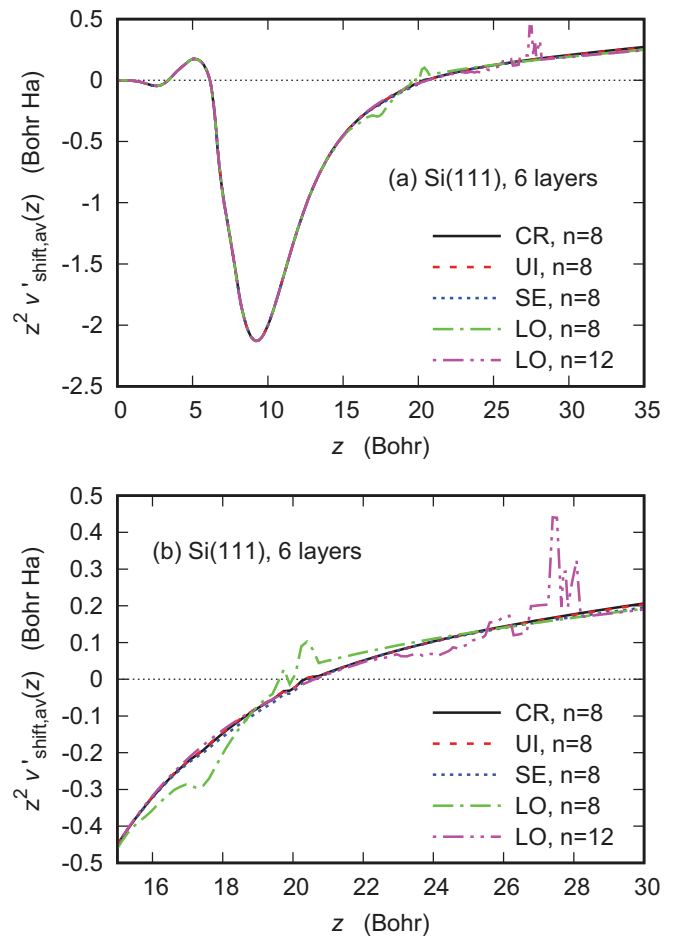 0.5
0
-0.5
-1
-1.5
-2
-2.5
z² v'shift,av(z) (Bohr Ha)
(a) Si(111), 6 layers
CR, n=8
UI, n=8
SE, n=8
LO, n=8
LO, n=12
0 5 10 15 20 25 30 35
z (Bohr)
0.5
0.4
0.3
0.2
0.1
0
-0.1
-0.2
-0.3
-0.4
-0.5
z² v'shift,av(z) (Bohr Ha)
(b) Si(111), 6 layers
CR, n=8
UI, n=8
SE, n=8
LO, n=8
LO, n=12
16 18 20 22 24 26 28 30
z (Bohr)